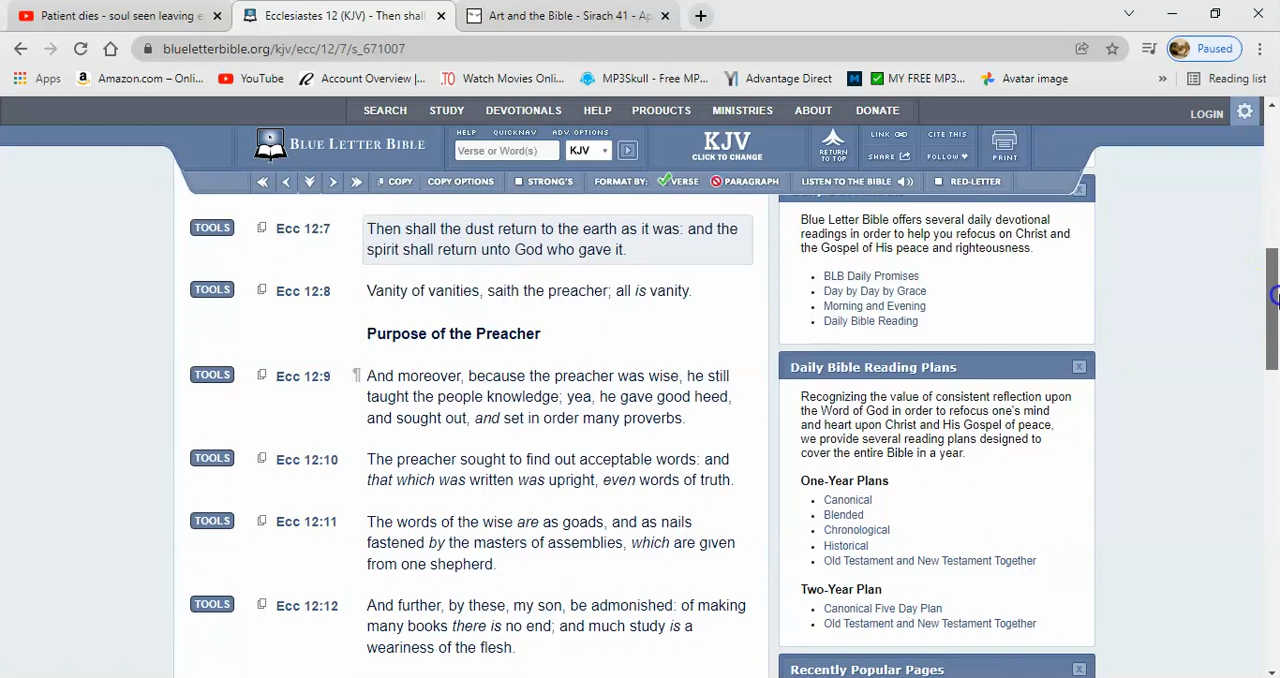 Patient dies - soul seen leaving e
Ecclesiastes 12 (KJV) - Then shal
Art and the Bible - Sirach 41 - Ap
blueletterbible.org/kjv/ecc/12/7/s_671007
Paused
Apps
Amazon.com – Onli...
YouTube
Account Overview |...
Watch Movies Onlin...
MP3Skull - Free MP...
Advantage Direct
MY FREE MP3...
Avatar image
»
Reading list
SEARCH STUDY DEVOTIONALS HELP PRODUCTS MINISTRIES ABOUT DONATE
LOGIN
BLUE LETTER BIBLE
HELP QUICKNAV ADV. OPTIONS
Verse or Word(s)
KJV
KJV
CLICK TO CHANGE
RETURN
TO TOP
LINK
CITE THIS
SHARE
FOLLOW
PRINT
COPY COPY OPTIONS STRONG'S FORMAT BY: VERSE PARAGRAPH LISTEN TO THE BIBLE RED-LETTER
TOOLS Ecc 12:7 Then shall the dust return to the earth as it was: and the
spirit shall return unto God who gave it.
TOOLS Ecc 12:8 Vanity of vanities, saith the preacher; all is vanity.
Purpose of the Preacher
TOOLS Ecc 12:9 ¶ And moreover, because the preacher was wise, he still
taught the people knowledge; yea, he gave good heed,
and sought out, and set in order many proverbs.
TOOLS Ecc 12:10 The preacher sought to find out acceptable words: and
that which was written was upright, even words of truth.
TOOLS Ecc 12:11 The words of the wise are as goads, and as nails
fastened by the masters of assemblies, which are given
from one shepherd.
TOOLS Ecc 12:12 And further, by these, my son, be admonished: of making
many books there is no end; and much study is a
weariness of the flesh.
Blue Letter Bible offers several daily devotional
readings in order to help you refocus on Christ and
the Gospel of His peace and righteousness.
BLB Daily Promises
Day by Day by Grace
Morning and Evening
Daily Bible Reading
Daily Bible Reading Plans
Recognizing the value of consistent reflection upon
the Word of God in order to refocus one's mind
and heart upon Christ and His Gospel of peace,
we provide several reading plans designed to
cover the entire Bible in a year.
One-Year Plans
Canonical
Blended
Chronological
Historical
Old Testament and New Testament Together
Two-Year Plan
Canonical Five Day Plan
Old Testament and New Testament Together
Recently Popular Pages